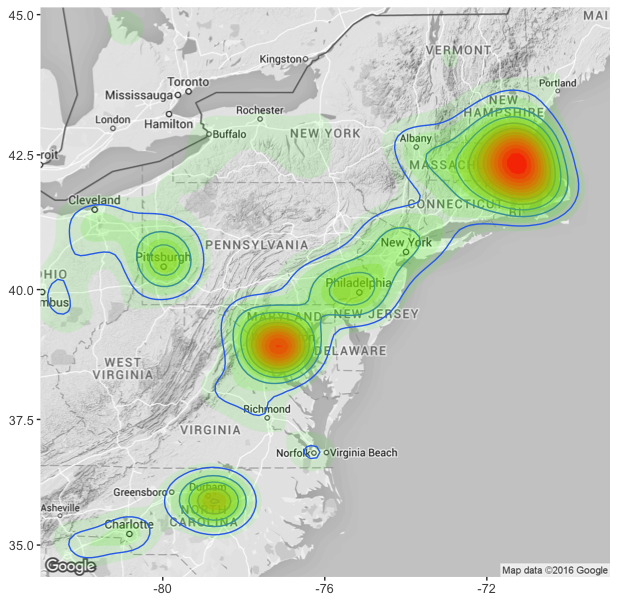 45.0
MAI
VERMONT
Kingston
Portland
Toronto
Mississauga
NEW
HAMPSHIRE
Rochester
London
Hamilton
Buffalo
NEW YORK
Albany
42.5
roit
MASSACH
Cleveland
CONNECTICUT
RI
PENNSYLVANIA
New York
Pittsburgh
OHIO
Philadelphia
40.0
mbus
MARYLAND
NEW JERSEY
DELAWARE
WEST
VIRGINIA
Richmond
37.5
VIRGINIA
Norfolk
Virginia Beach
Greensboro
Durham
Asheville
NORTH
CAROLINA
Charlotte
35.0
Google
Map data ©2016 Google
-80
-76
-72